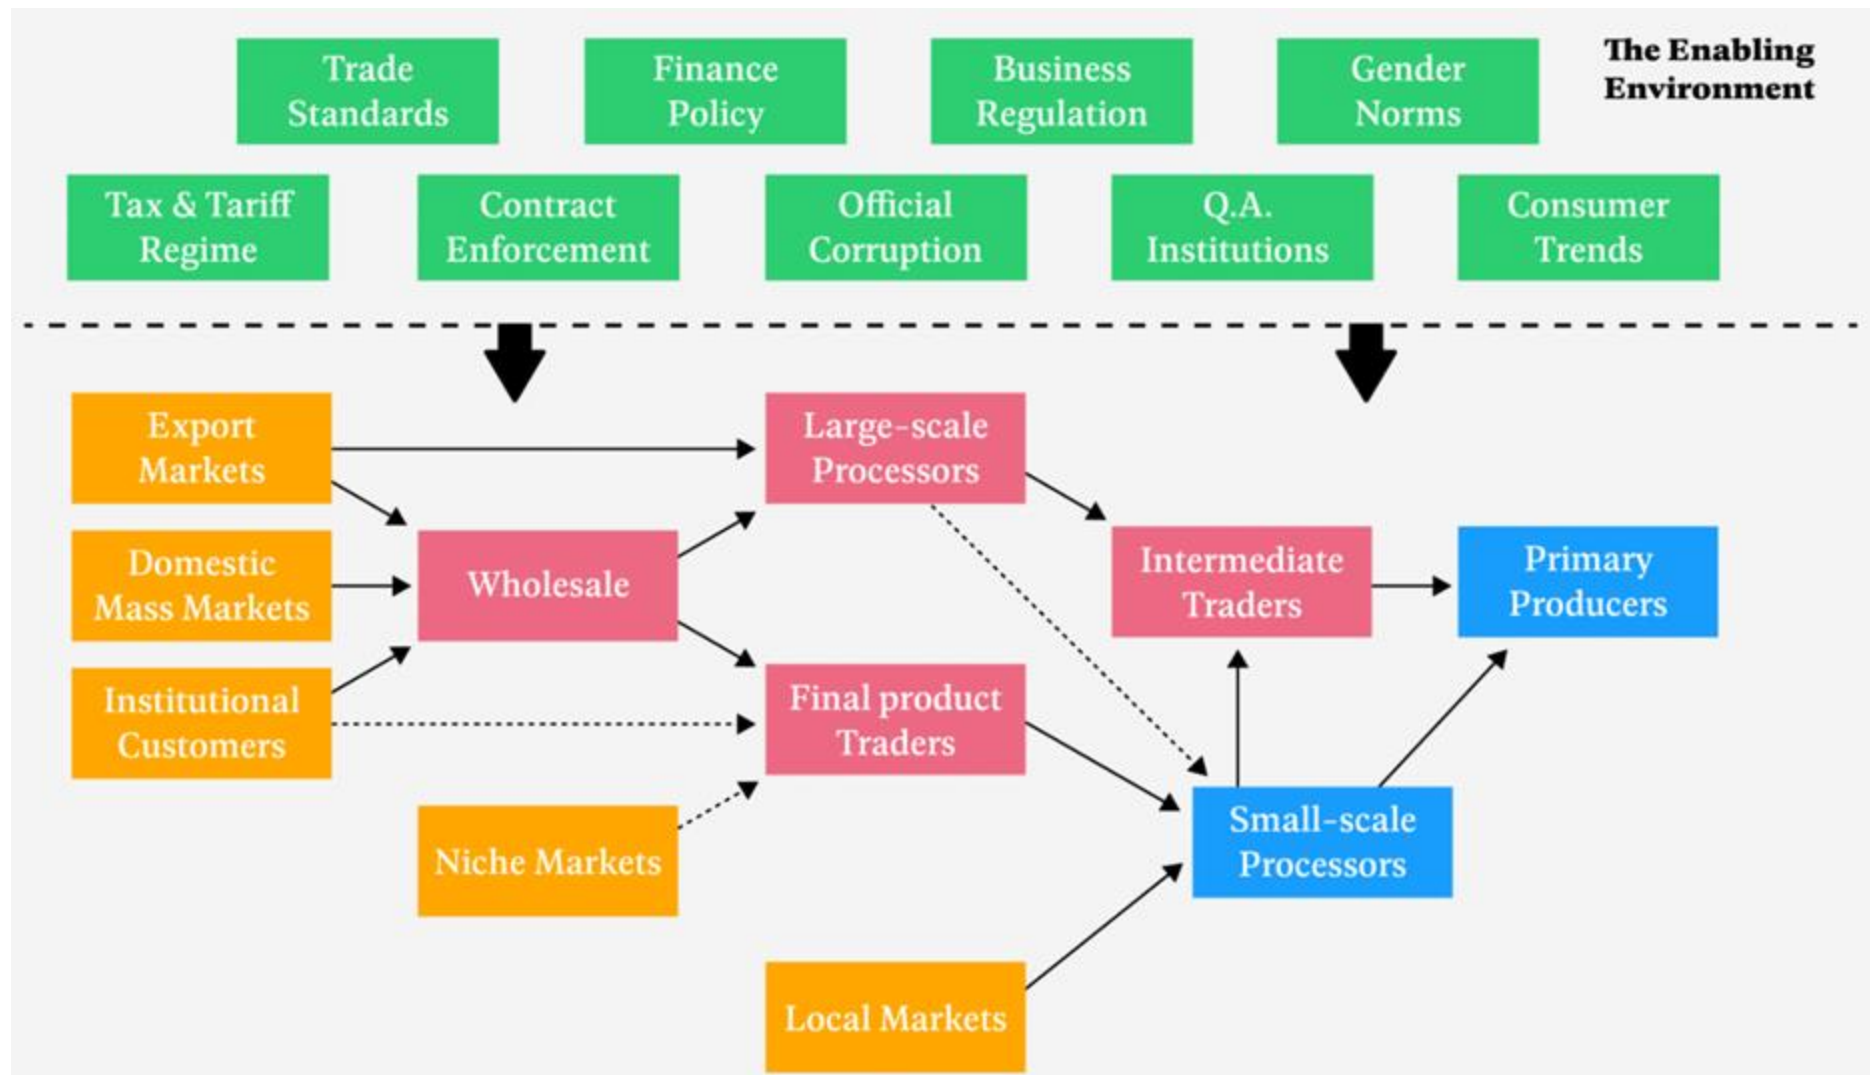 The Enabling
Environment
Trade
Standards
Finance
Policy
Business
Regulation
Gender
Norms
Tax & Tariff
Regime
Contract
Enforcement
Official
Corruption
Q.A.
Institutions
Consumer
Trends
Export
Markets
Large-scale
Processors
Domestic
Mass Markets
Wholesale
Intermediate
Traders
Primary
Producers
Institutional
Customers
Final product
Traders
Niche Markets
Small-scale
Processors
Local Markets